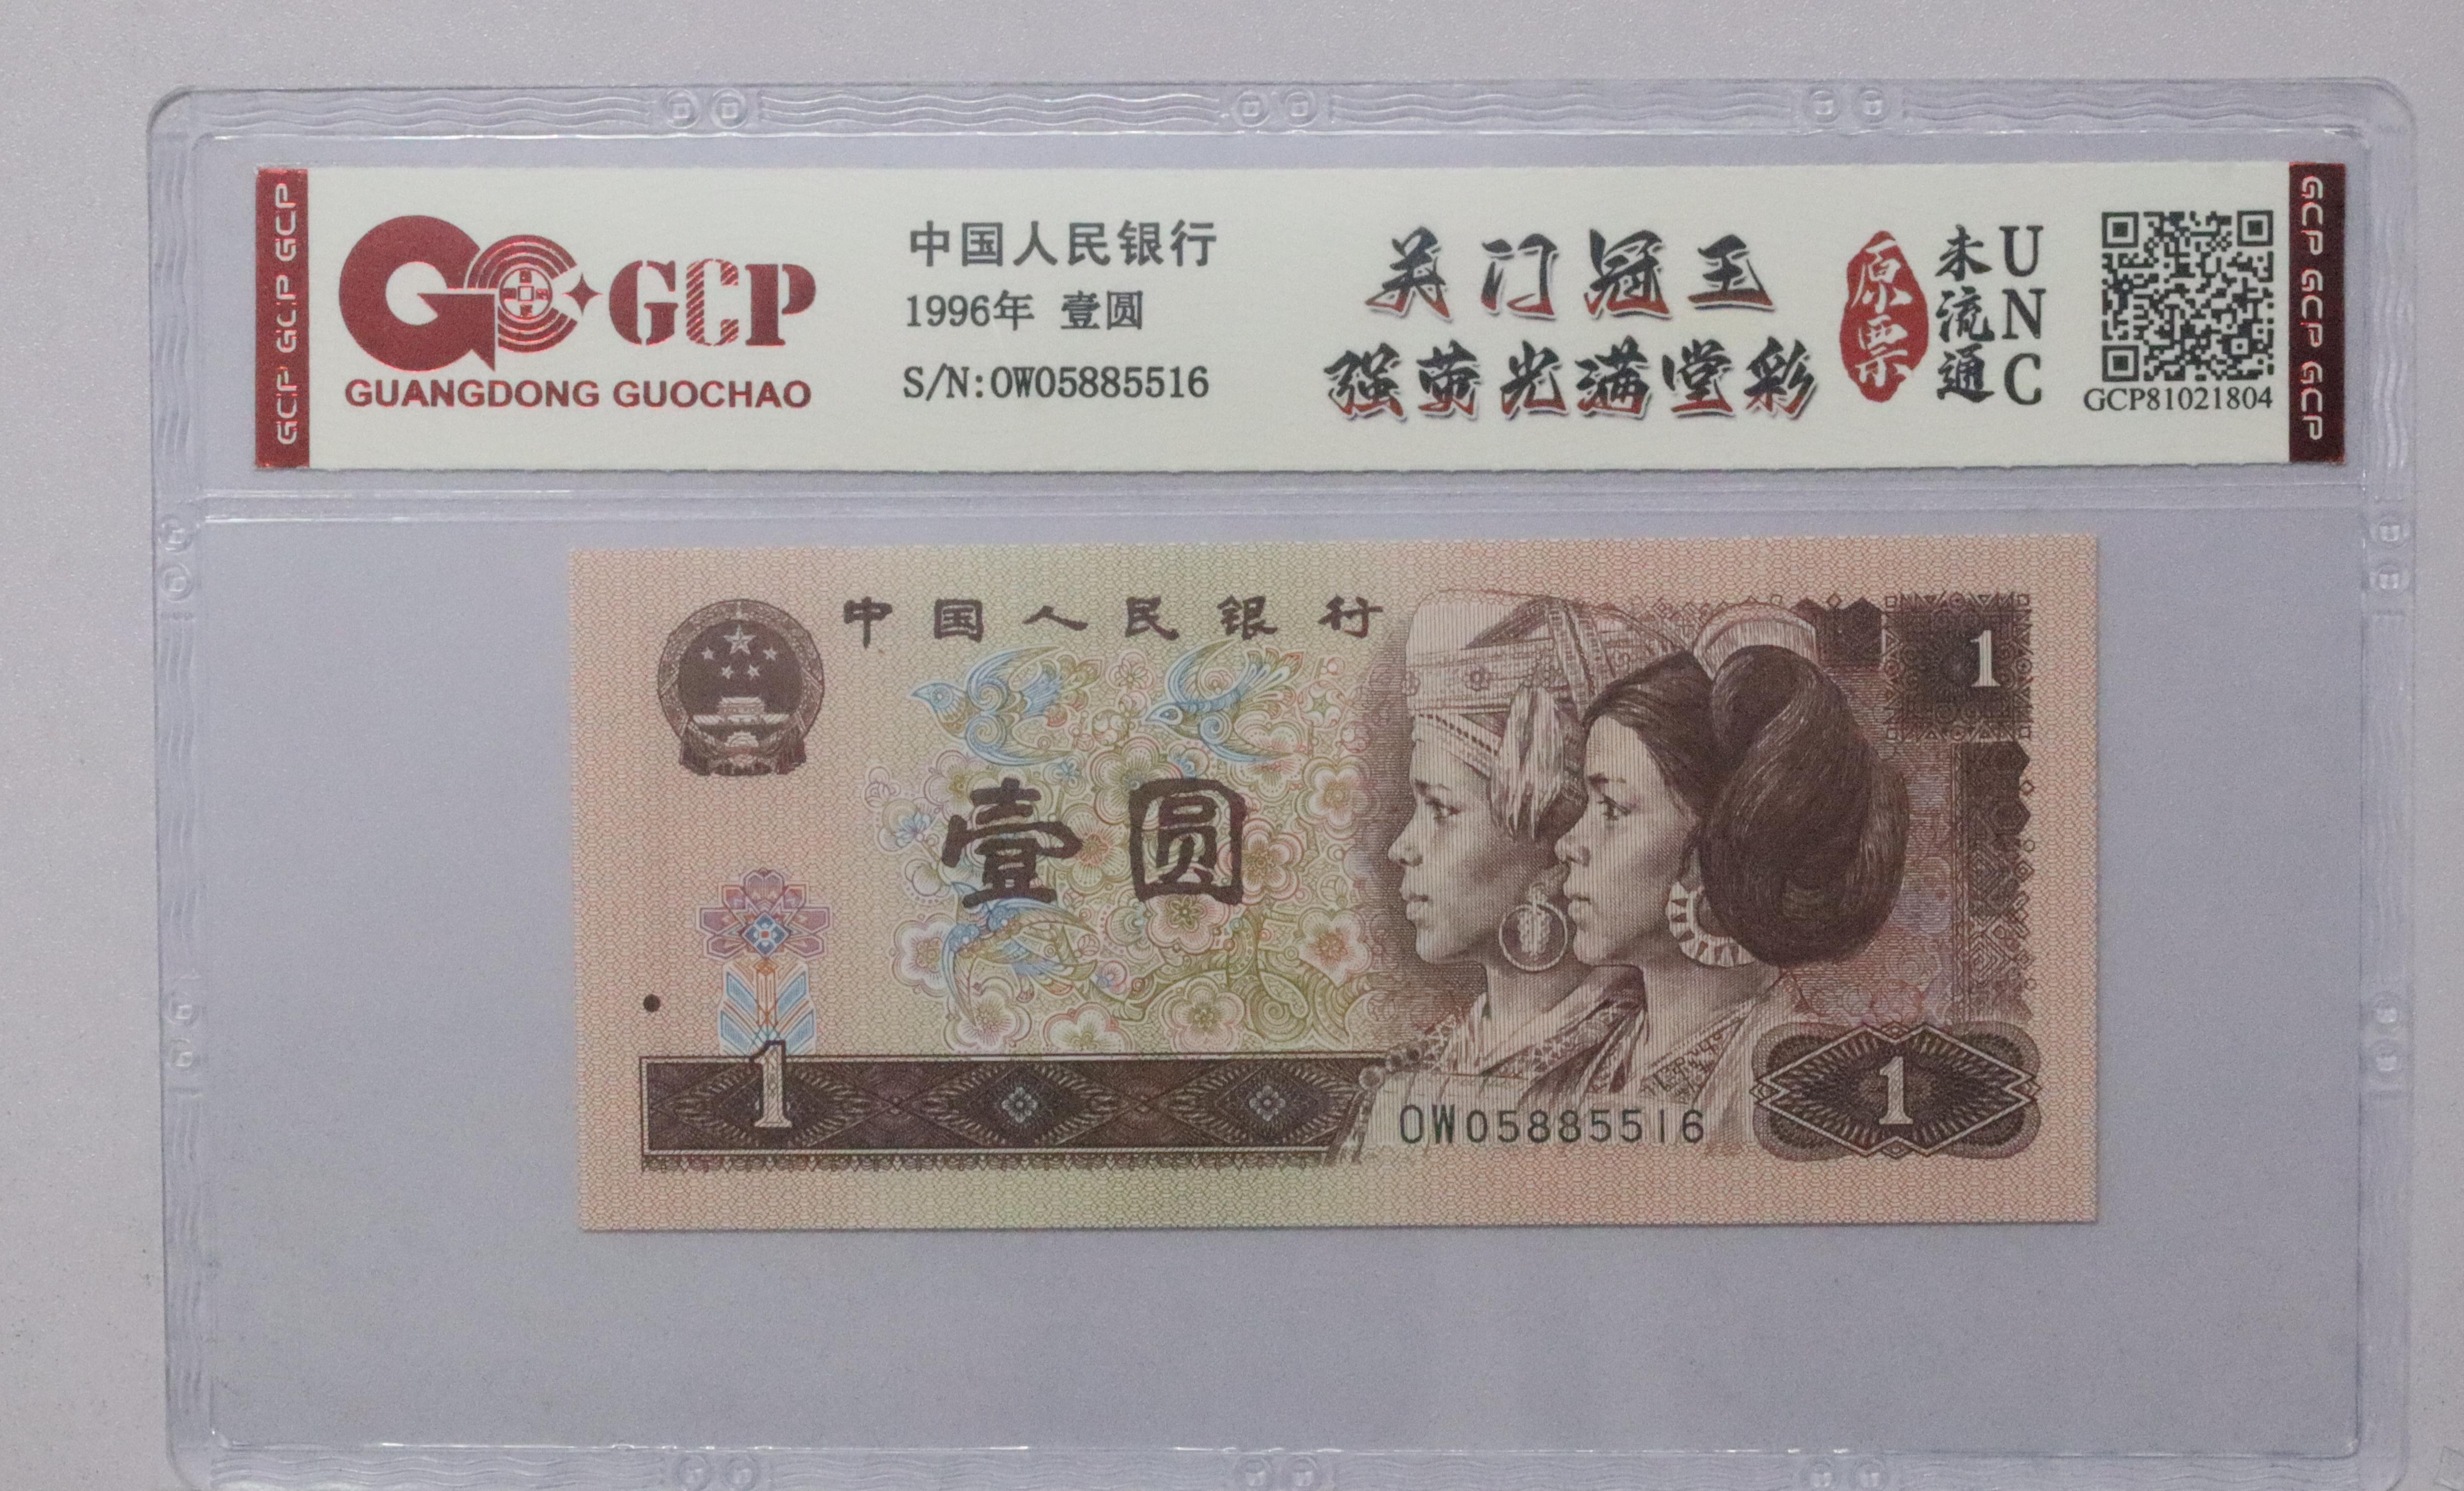 GCP GCP GCP
GCP
GUANGDONG GUOCHAO
中国人民银行
1996年 壹圆
S/N:OW05885516
关门冠王
强荧光满堂彩
原票
未流通
UNC
GCP81021804
GCP GCP GCP
中国人民银行
1
壹圆
1
OW05885516
1